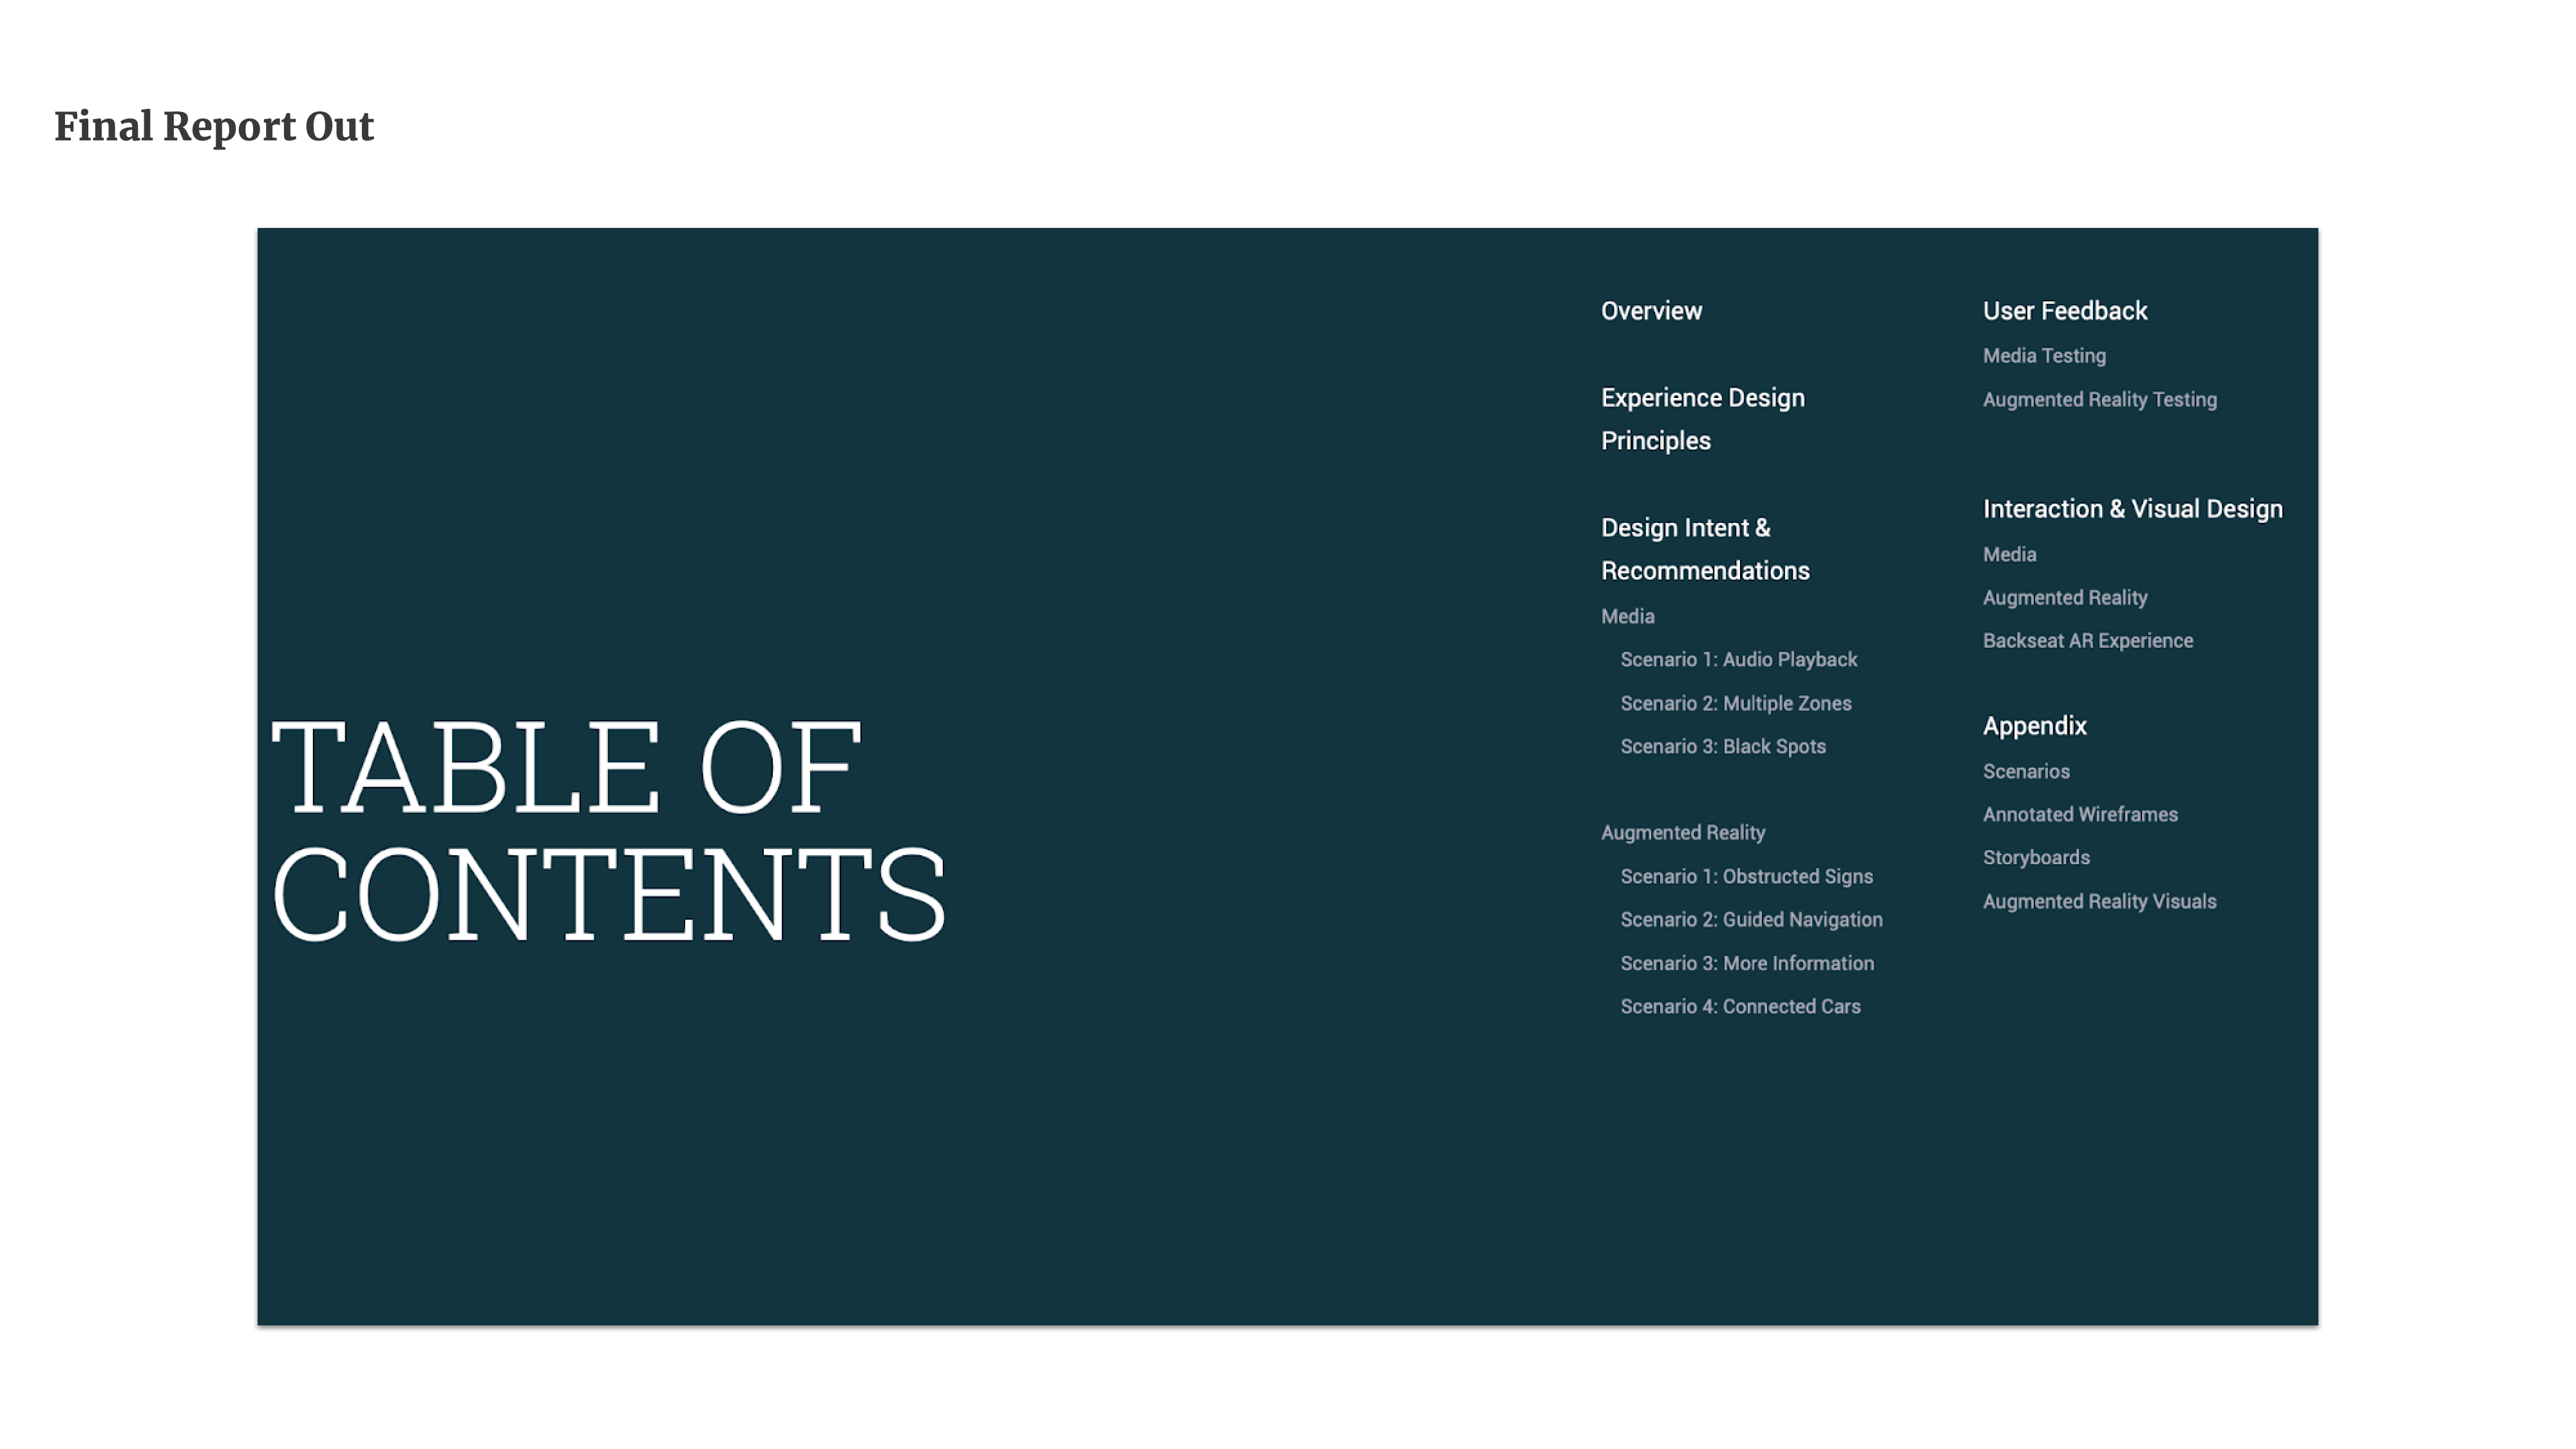 Final Report Out
TABLE OF
CONTENTS
Overview
Experience Design
Principles
Design Intent &
Recommendations
Media
Scenario 1: Audio Playback
Scenario 2: Multiple Zones
Scenario 3: Black Spots
Augmented Reality
Scenario 1: Obstructed Signs
Scenario 2: Guided Navigation
Scenario 3: More Information
Scenario 4: Connected Cars
User Feedback
Media Testing
Augmented Reality Testing
Interaction & Visual Design
Media
Augmented Reality
Backseat AR Experience
Appendix
Scenarios
Annotated Wireframes
Storyboards
Augmented Reality Visuals